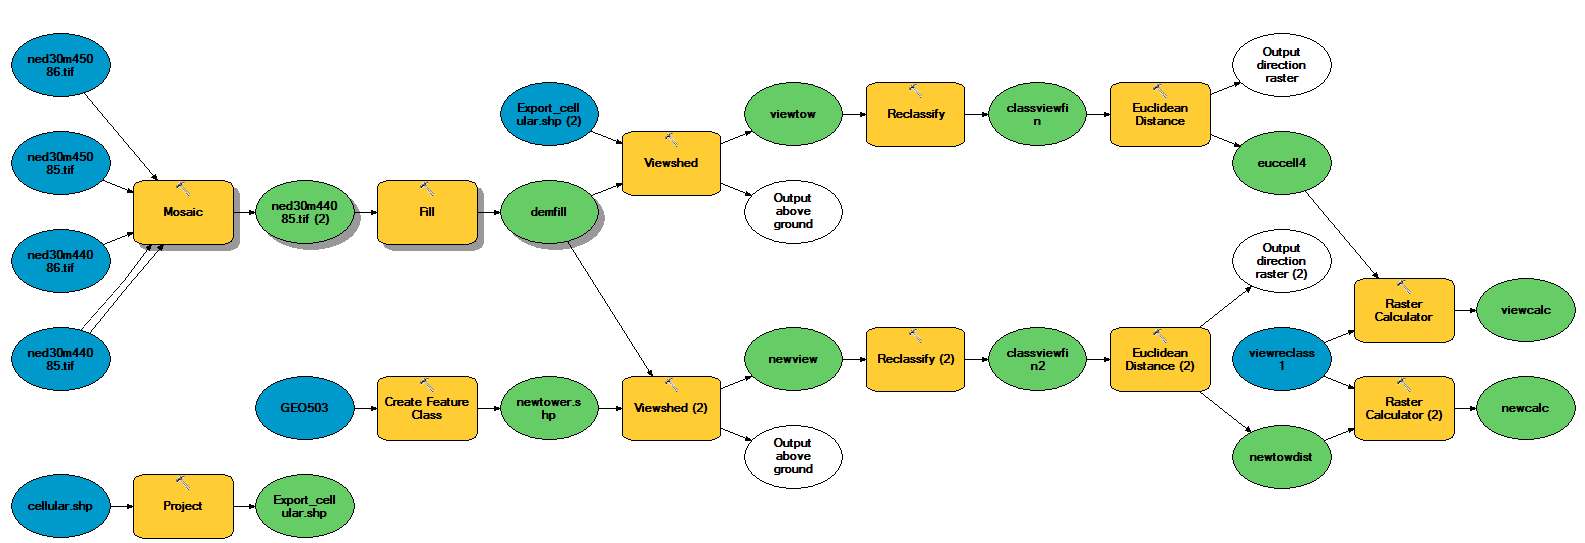 ned30m450
86.tif
ned30m450
85.tif
ned30m440
86.tif
ned30m440
85.tif
Mosaic
ned30m440
85.tif (2)
Fill
demfill
Export_cell
ular.shp (2)
Viewshed
viewtow
Output
above
ground
Reclassify
classviewfi
n
Euclidean
Distance
Output
direction
raster
euccell4
GEO503
Create Feature
Class
newtower.s
hp
Viewshed (2)
newview
Output
above
ground
Reclassify (2)
classviewfi
n2
Euclidean
Distance (2)
Output
direction
raster (2)
newtowdist
viewreclass
1
Raster
Calculator
viewcalc
Raster
Calculator (2)
newcalc
cellular.shp
Project
Export_cell
ular.shp